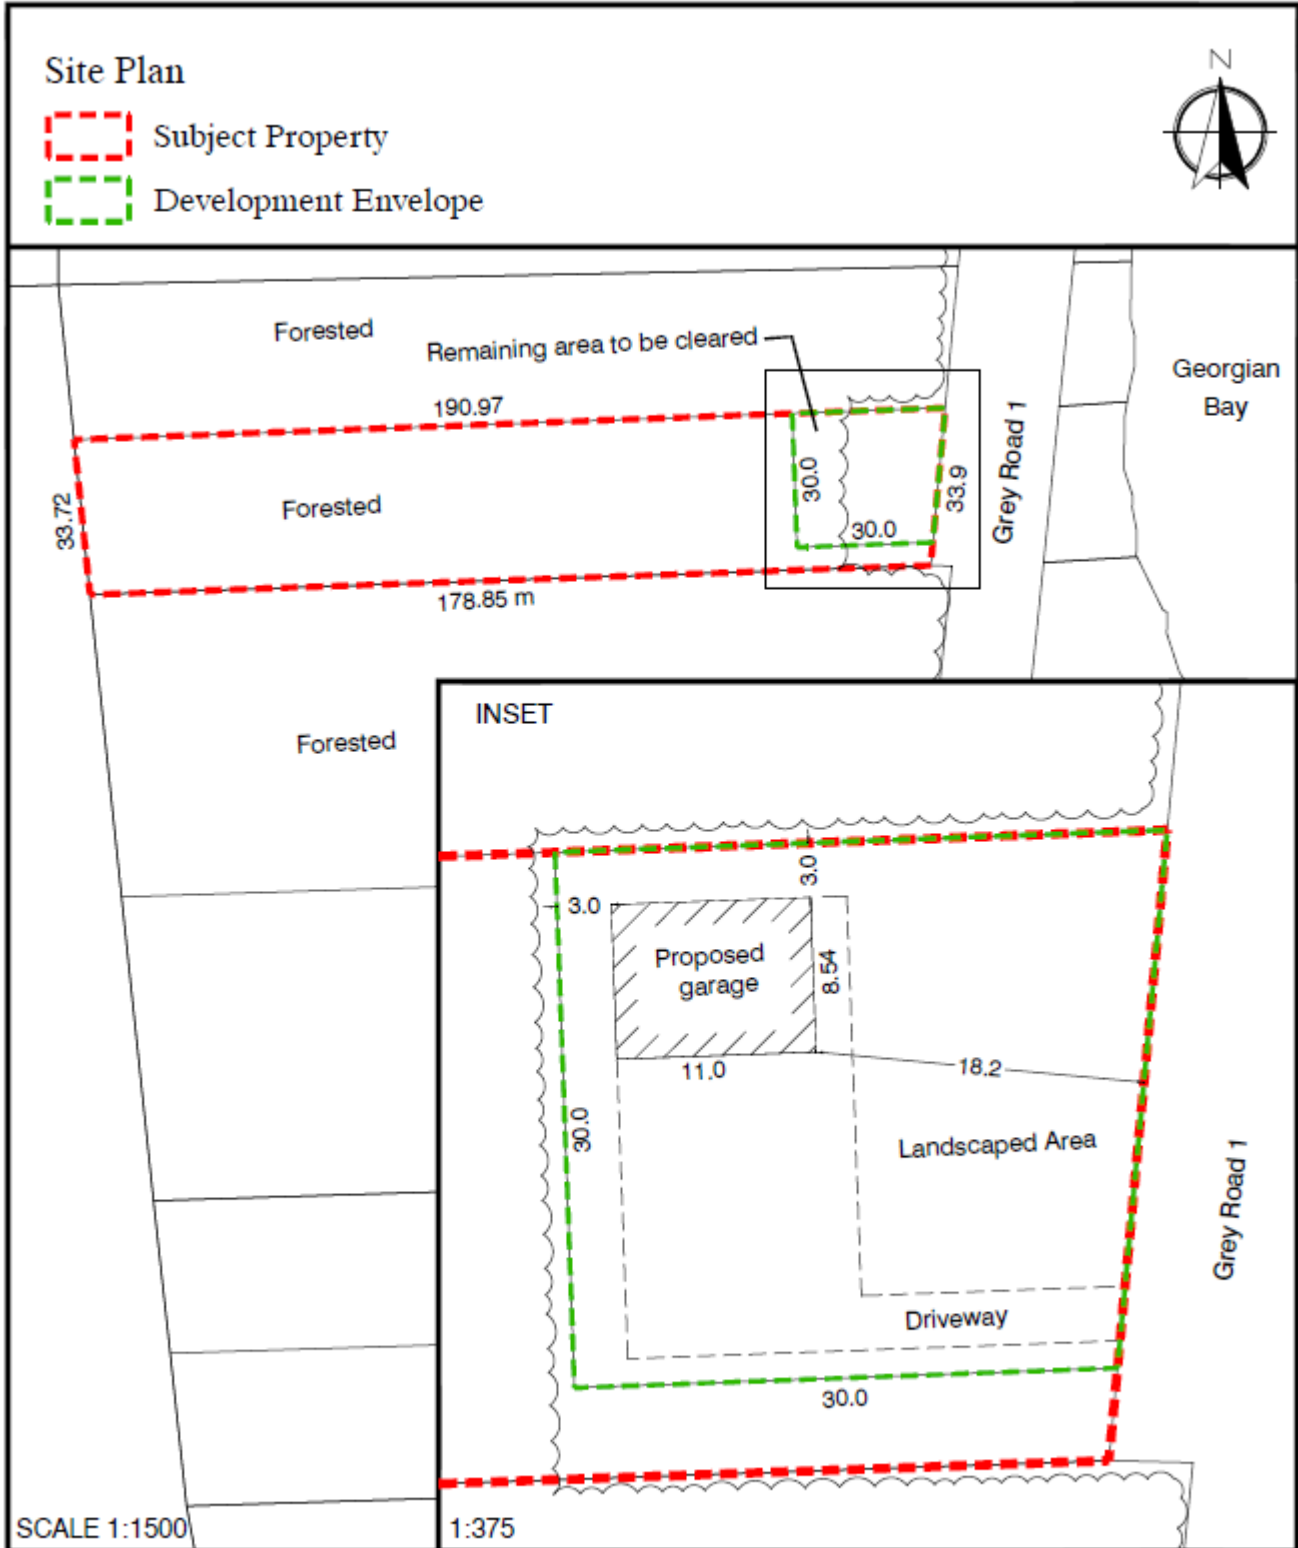 Site Plan
N
Subject Property
Development Envelope
Forested
Remaining area to be cleared
Georgian
Bay
190.97
Grey Road 1
33.72
Forested
30.0
33.9
30.0
178.85 m
Forested
INSET
3.0
3.0
Proposed
garage
8.54
11.0
18.2
30.0
Landscaped Area
Grey Road 1
Driveway
30.0
SCALE 1:1500
1:375